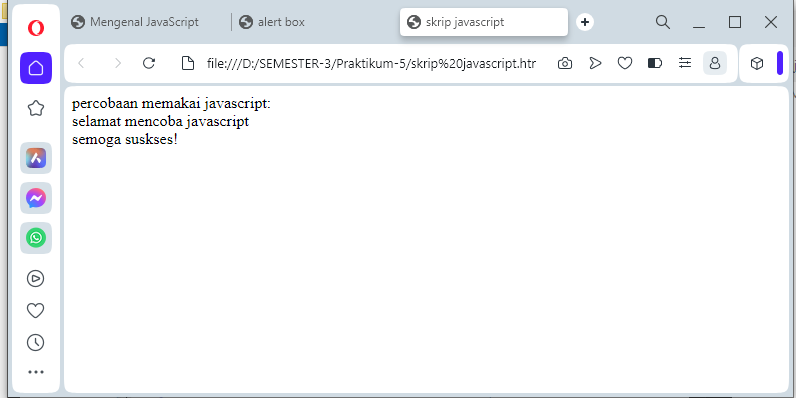 Mengenal JavaScript
alert box
skrip javascript
file:///D:/SEMESTER-3/Praktikum-5/skrip%20javascript.htr
percobaan memakai javascript:
selamat mencoba javascript
semoga suskses!